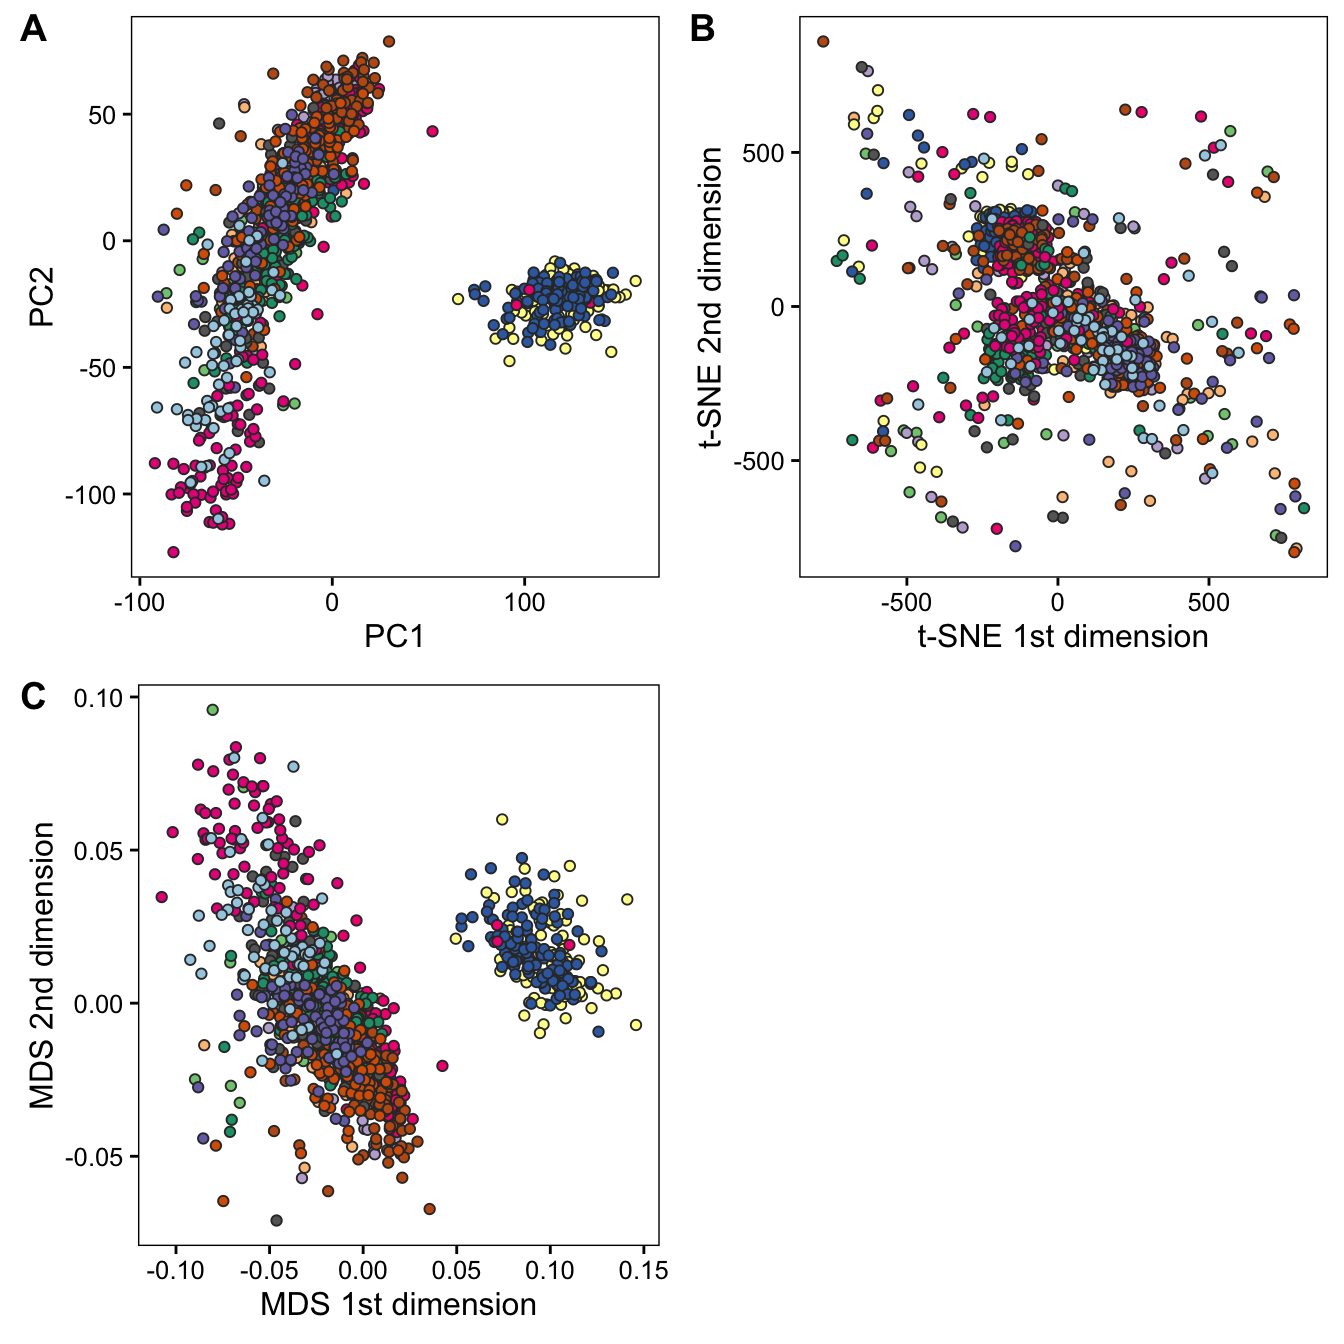 A
PC2
50
0
-50
-100
-100 0 100
PC1
B
t-SNE 2nd dimension
500
0
-500
-500 0 500
t-SNE 1st dimension
C
MDS 2nd dimension
0.10
0.05
0.00
-0.05
-0.10 -0.05 0.00 0.05 0.10 0.15
MDS 1st dimension